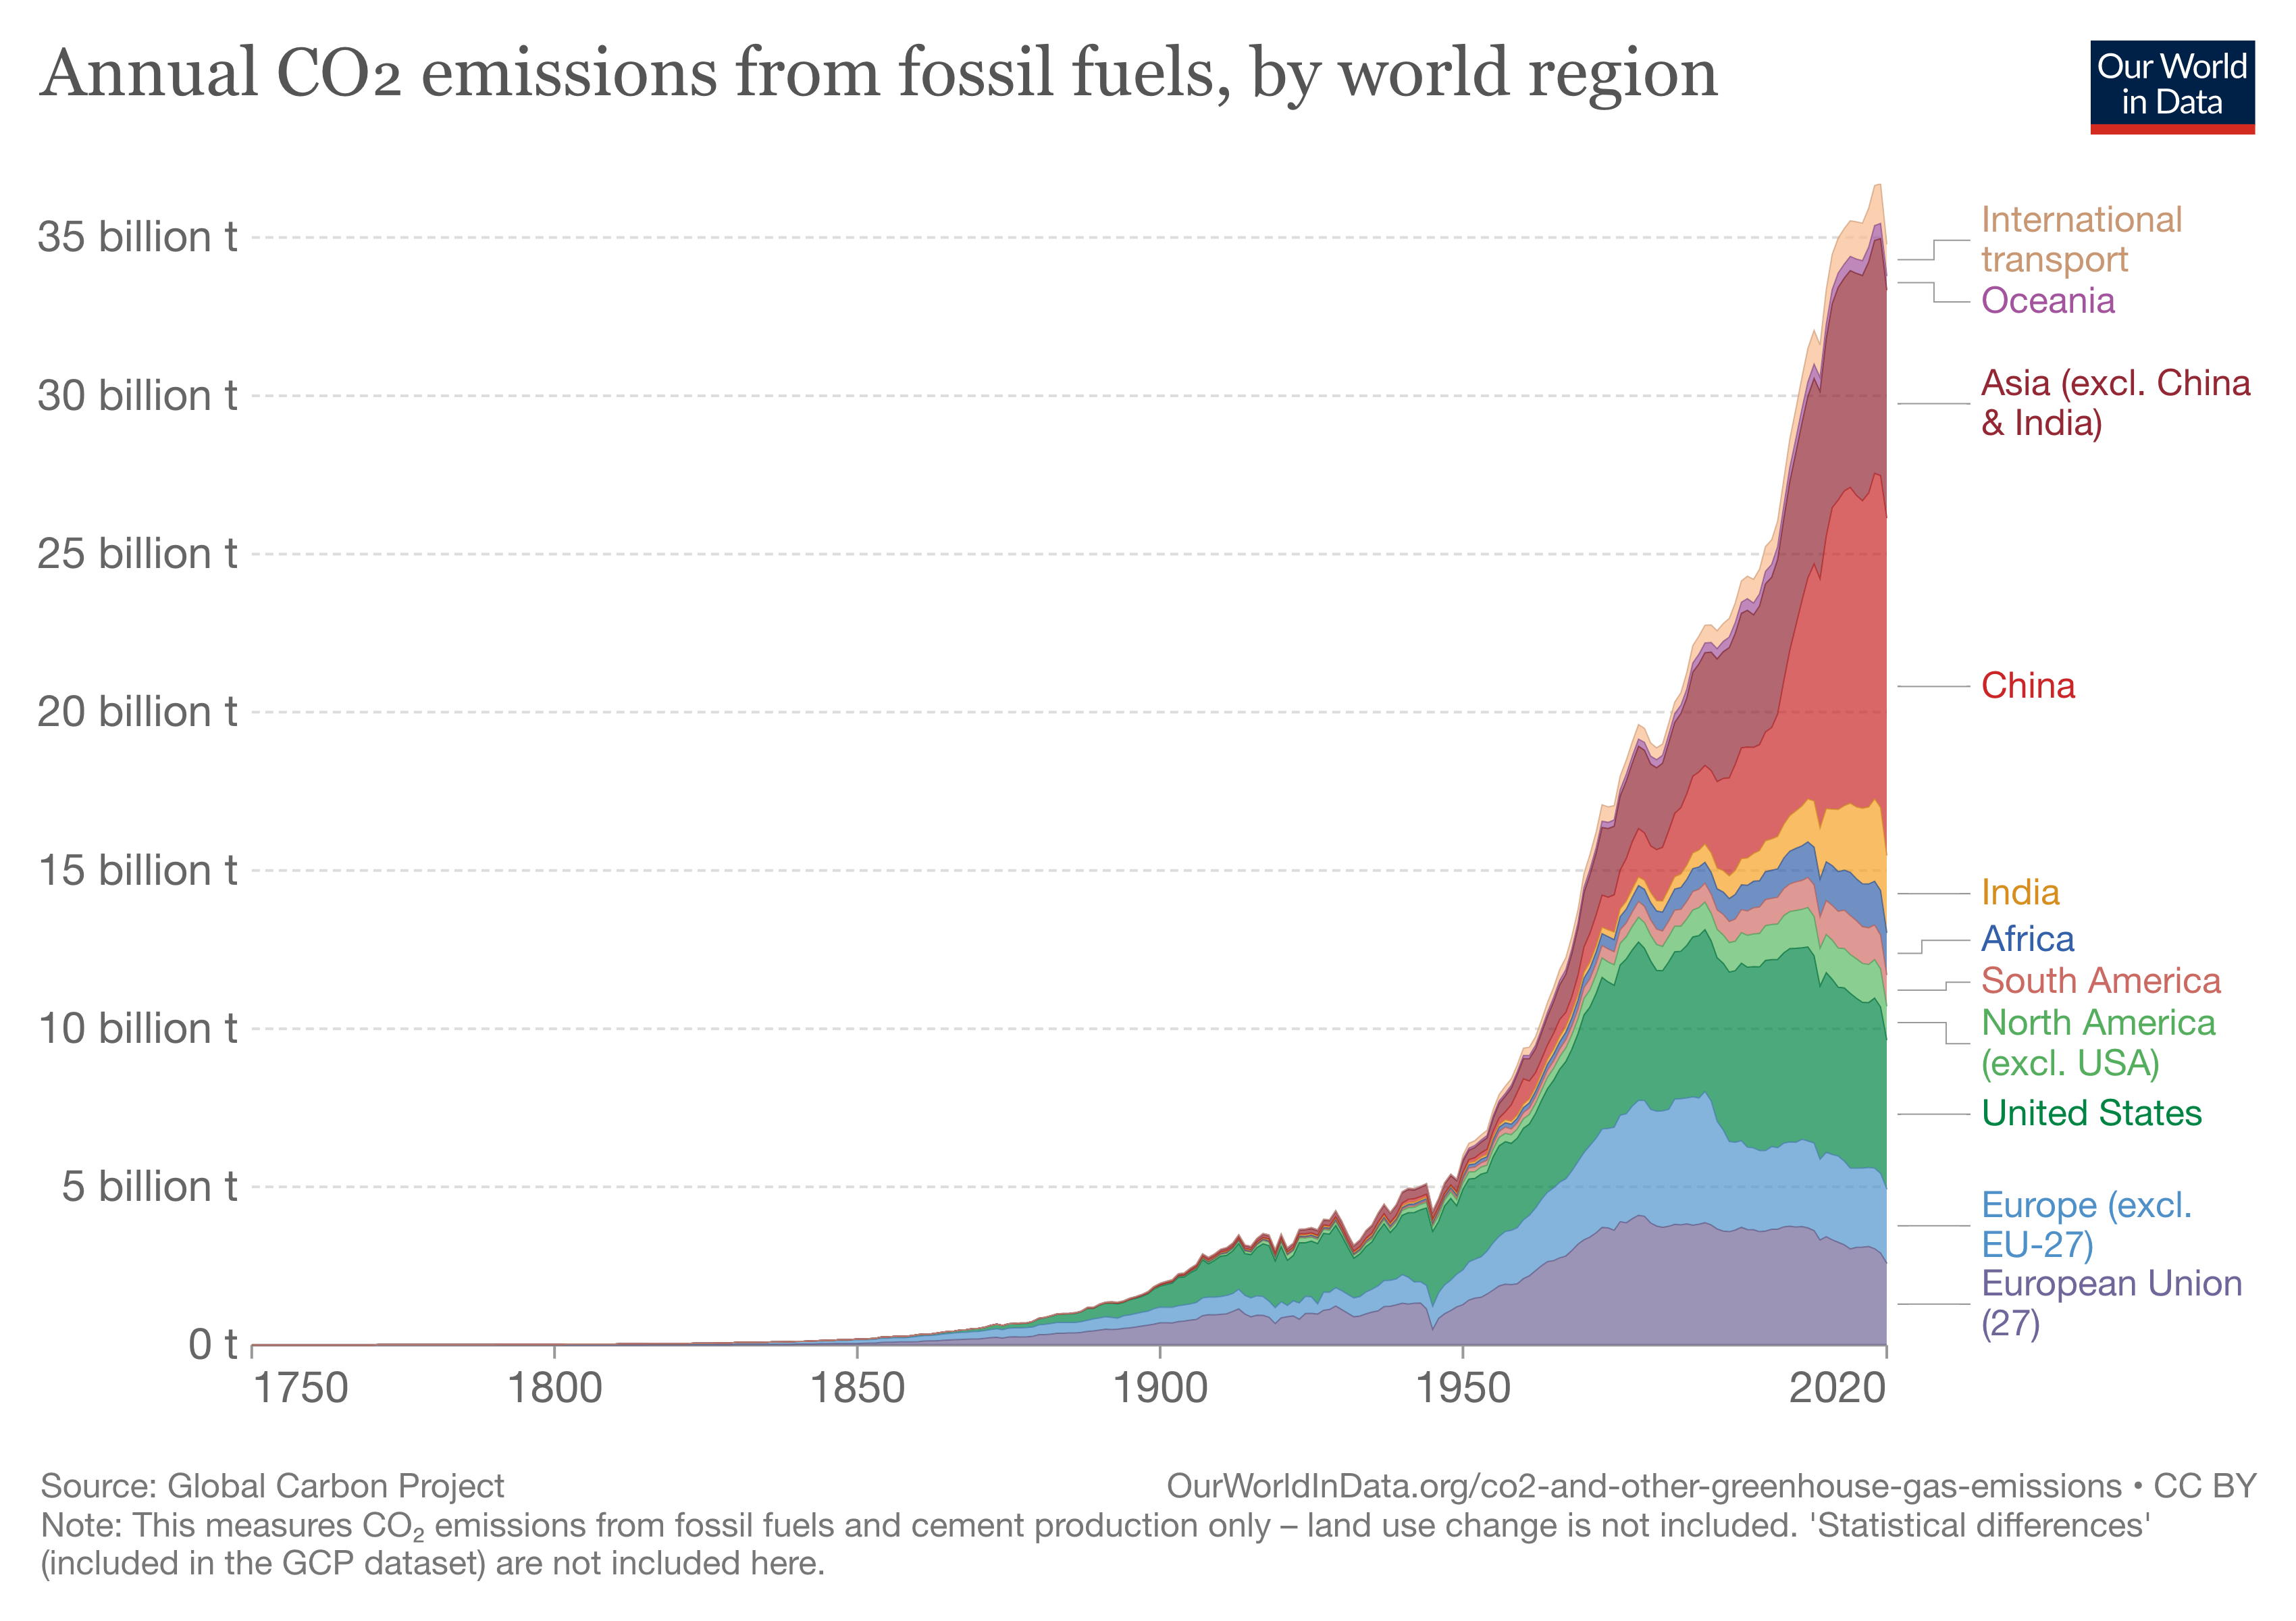 Annual CO2 emissions from fossil fuels, by world region
Our World
in Data
35 billion t
30 billion t
25 billion t
20 billion t
15 billion t
10 billion t
5 billion t
0 t
1750
1800
1850
1900
1950
2020
International
transport
Oceania
Asia (excl. China
& India)
China
India
Africa
South America
North America
(excl. USA)
United States
Europe (excl.
EU-27)
European Union
(27)
Source: Global Carbon Project
OurWorldInData.org/co2-and-other-greenhouse-gas-emissions • CC BY
Note: This measures CO₂ emissions from fossil fuels and cement production only – land use change is not included. 'Statistical differences'
(included in the GCP dataset) are not included here.